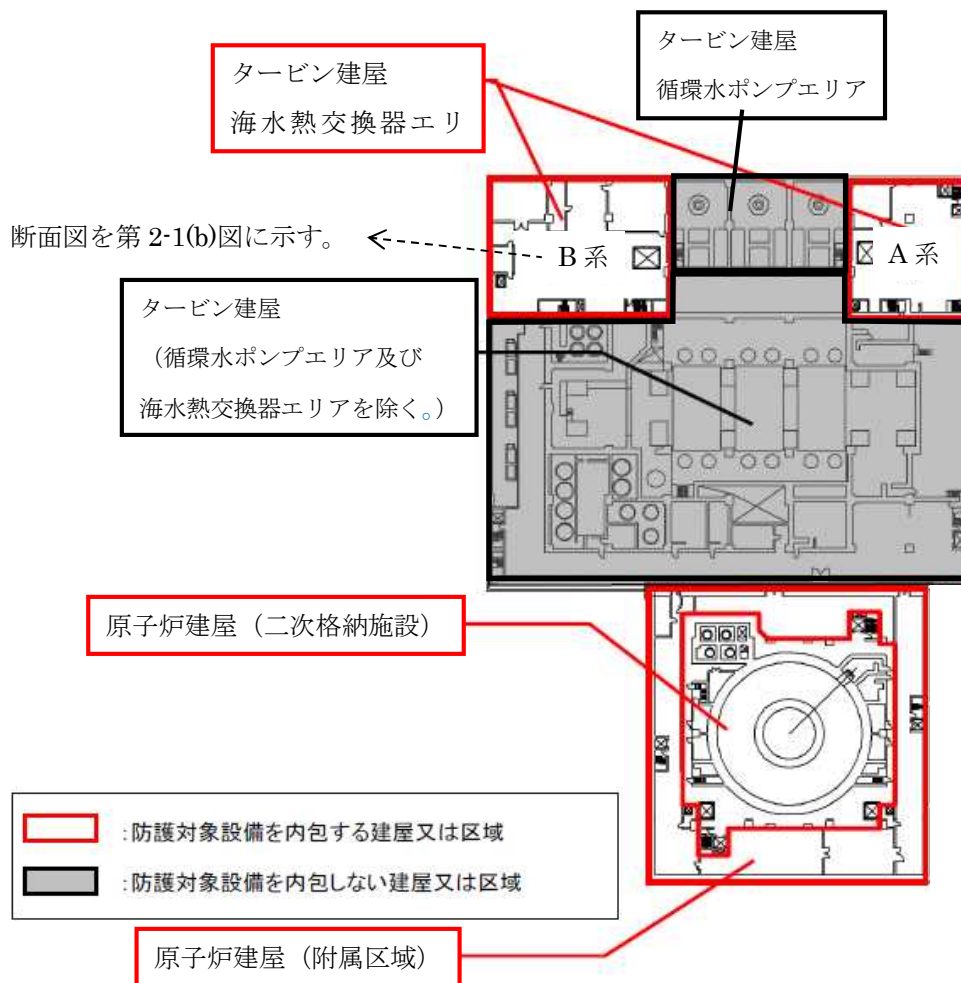 タービン建屋
循環水ポンプエリア
タービン建屋
海水熱交換器エリ
断面図を第 2-1(b)図に示す。
B 系
A 系
タービン建屋
（循環水ポンプエリア及び
海水熱交換器エリアを除く。）
原子炉建屋（二次格納施設）
:防護対象設備を内包する建屋又は区域
:防護対象設備を内包しない建屋又は区域
原子炉建屋（附属区域）